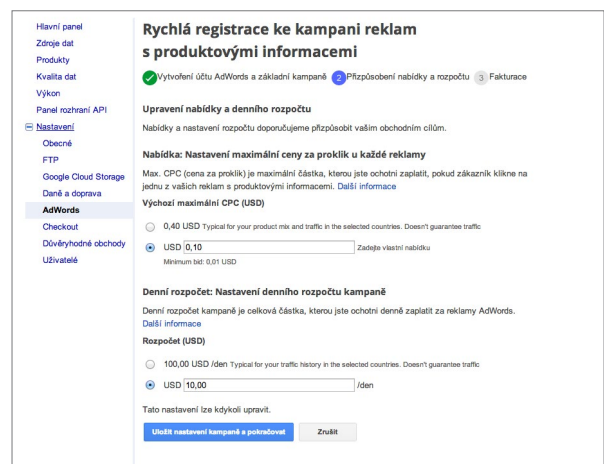 Hlavní panel
Zdroje dat
Produkty
Kvalita dat
Výkon
Panel rozhraní API
Nastavení
Obecné
FTP
Google Cloud Storage
Daně a doprava
AdWords
Checkout
Důvěryhodné obchody
Uživatelé
Rychlá registrace ke kampani reklam
s produktovými informacemi
Vytvoření účtu AdWords a základní kampaně 2 Přizpůsobení nabídky a rozpočtu 3 Fakturace
Upravení nabídky a denního rozpočtu
Nabídky a nastavení rozpočtu doporučujeme přizpůsobit vašim obchodním cílům.
Nabídka: Nastavení maximální ceny za proklik u každé reklamy
Max. CPC (cena za proklik) je maximální částka, kterou jste ochotni zaplatit, pokud zákazník klikne na
jednu z vašich reklam s produktovými informacemi. Další informace
Výchozí maximální CPC (USD)
0,40 USD Typical for your product mix and traffic in the selected countries. Doesn't guarantee traffic
USD 0,10 Zadejte vlastní nabídku
Minimum bid: 0,01 USD
Denní rozpočet: Nastavení denního rozpočtu kampaně
Denní rozpočet kampaně je celková částka, kterou jste ochotni denně zaplatit za reklamy AdWords.
Další informace
Rozpočet (USD)
100,00 USD /den Typical for your traffic history in the selected countries. Doesn't guarantee traffic
USD 10,00 /den
Tato nastavení lze kdykoli upravit.
Uložit nastavení kampaně a pokračovat Zrušit